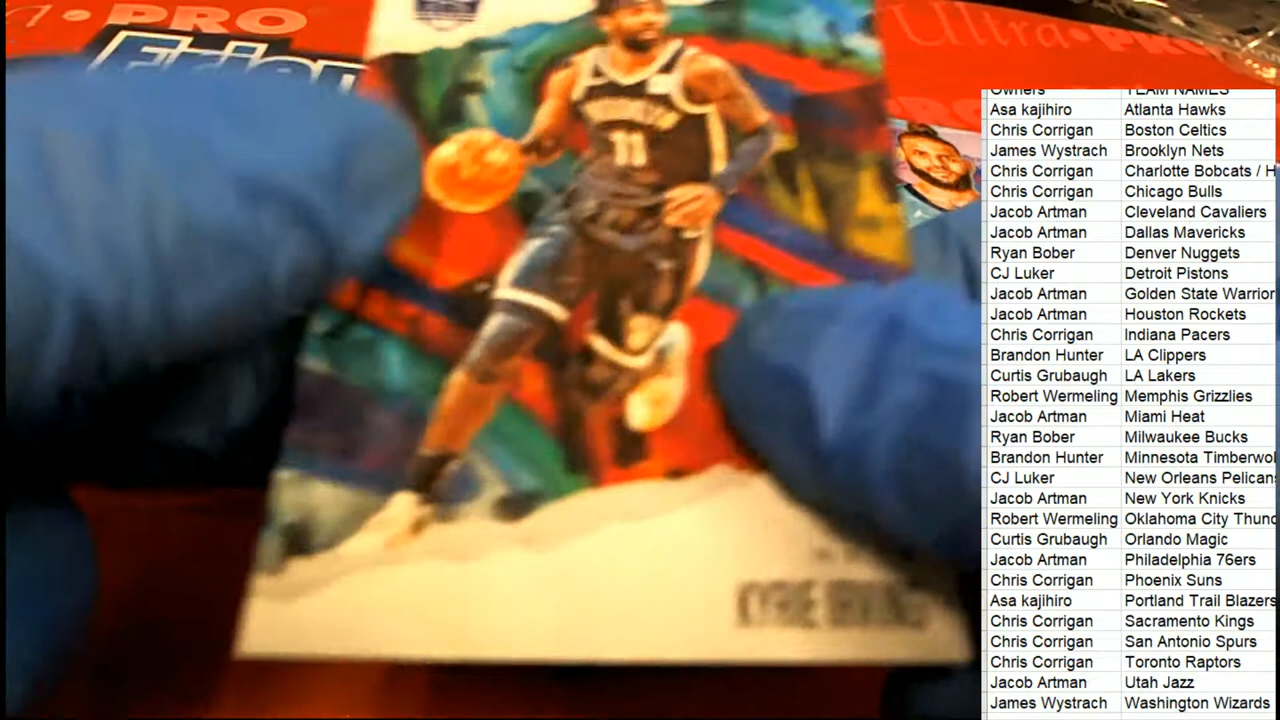 PRO
Ultra PRO
11
KYRIE IRVING
Owners TEAM NAMES
Asa kajihiro Atlanta Hawks
Chris Corrigan Boston Celtics
James Wystrach Brooklyn Nets
Chris Corrigan Charlotte Bobcats / H
Chris Corrigan Chicago Bulls
Jacob Artman Cleveland Cavaliers
Jacob Artman Dallas Mavericks
Ryan Bober Denver Nuggets
CJ Luker Detroit Pistons
Jacob Artman Golden State Warrior
Jacob Artman Houston Rockets
Chris Corrigan Indiana Pacers
Brandon Hunter LA Clippers
Curtis Grubaugh LA Lakers
Robert Wermeling Memphis Grizzlies
Jacob Artman Miami Heat
Ryan Bober Milwaukee Bucks
Brandon Hunter Minnesota Timberwol
CJ Luker New Orleans Pelicans
Jacob Artman New York Knicks
Robert Wermeling Oklahoma City Thund
Curtis Grubaugh Orlando Magic
Jacob Artman Philadelphia 76ers
Chris Corrigan Phoenix Suns
Asa kajihiro Portland Trail Blazers
Chris Corrigan Sacramento Kings
Chris Corrigan San Antonio Spurs
Chris Corrigan Toronto Raptors
Jacob Artman Utah Jazz
James Wystrach Washington Wizards